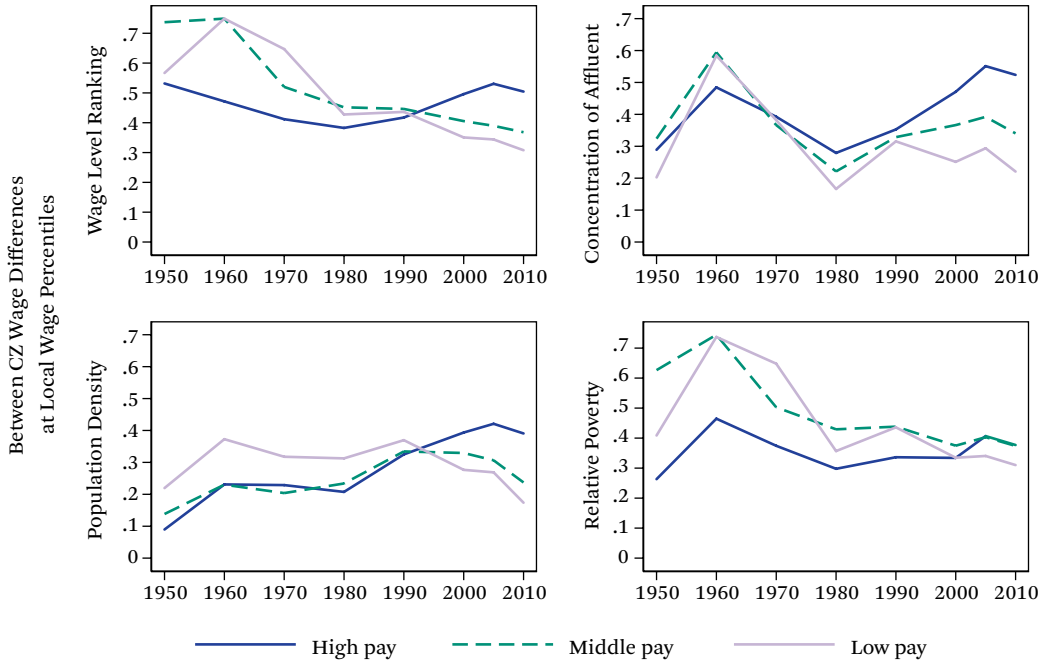 Between CZ Wage Differences
at Local Wage Percentiles
Wage Level Ranking
.7
.6
.5
.4
.3
.2
.1
0
1950 1960 1970 1980 1990 2000 2010
Concentration of Affluent
.7
.6
.5
.4
.3
.2
.1
0
1950 1960 1970 1980 1990 2000 2010
Population Density
.7
.6
.5
.4
.3
.2
.1
0
1950 1960 1970 1980 1990 2000 2010
Relative Poverty
.7
.6
.5
.4
.3
.2
.1
0
1950 1960 1970 1980 1990 2000 2010
High pay Middle pay Low pay